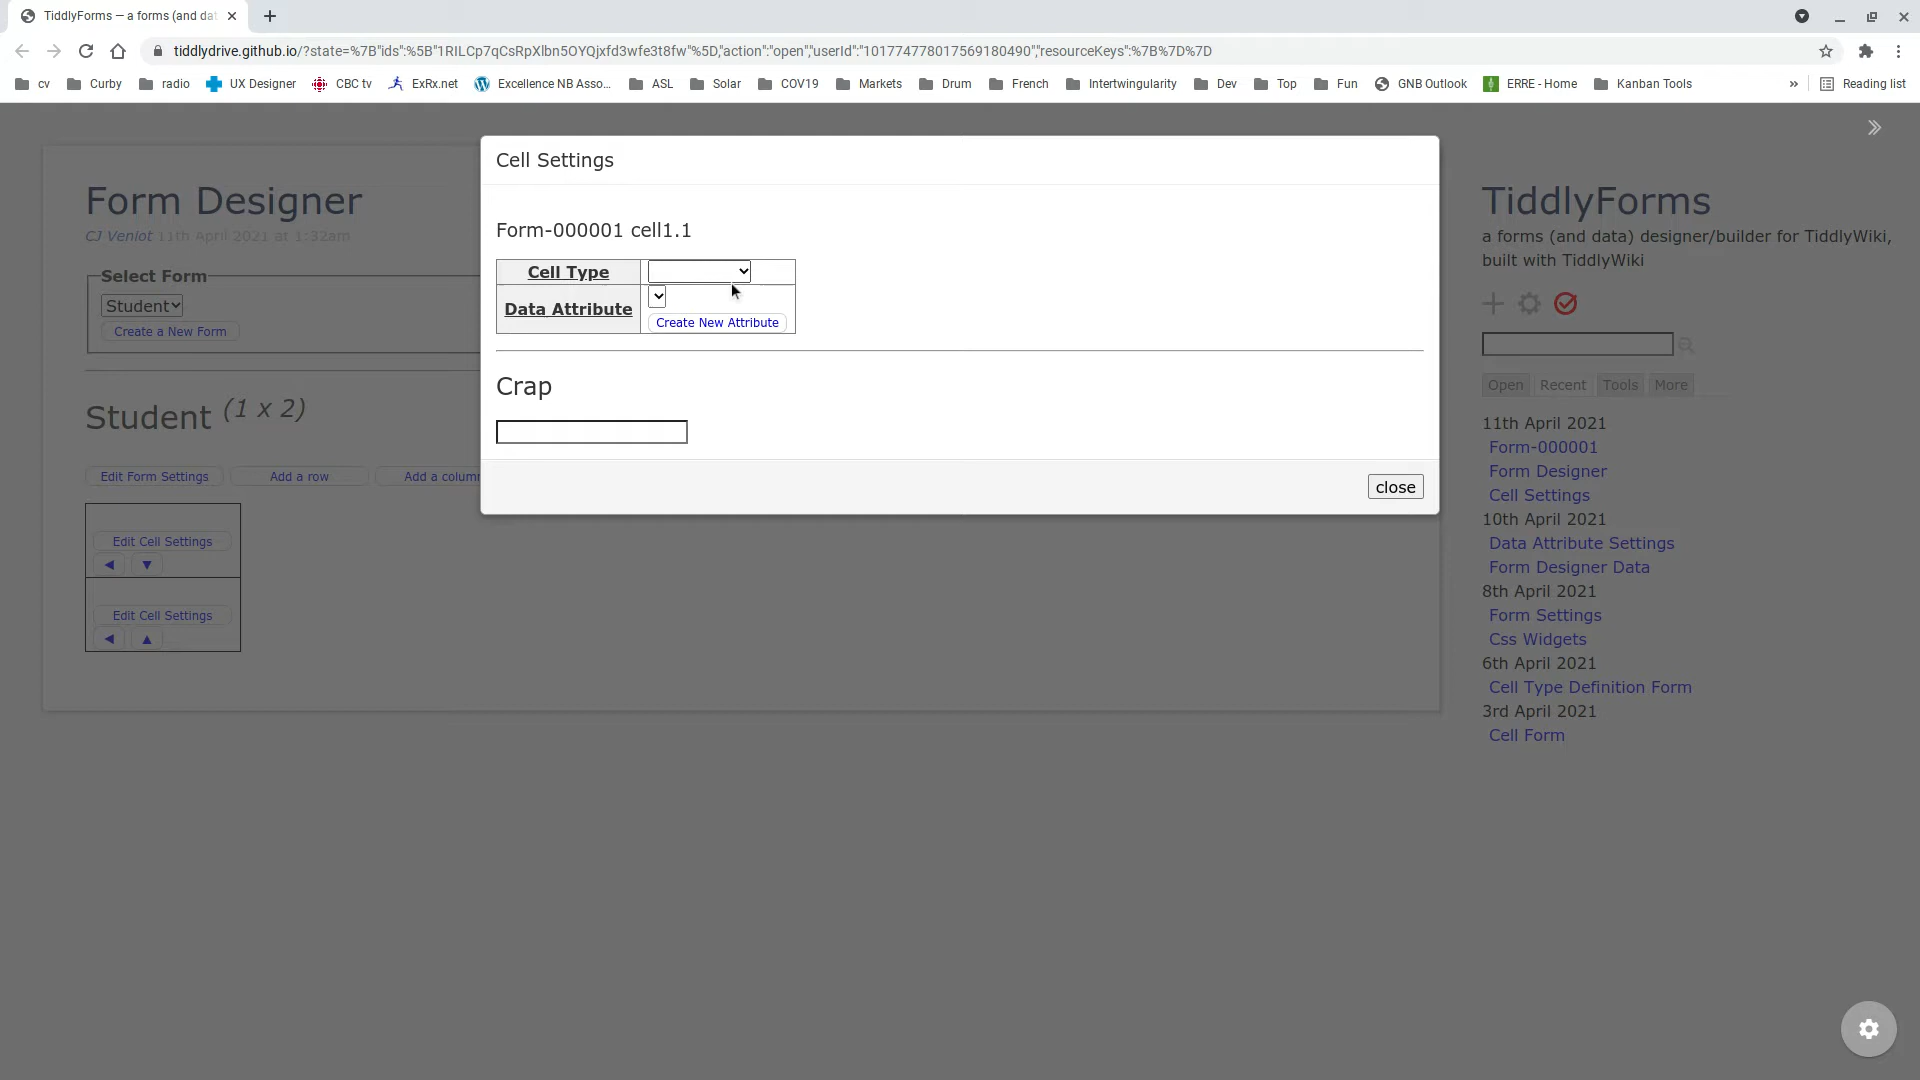 TiddlyForms — a forms (and dat
tiddlydrive.github.io/?state=%7B"ids":%5B"1RILCp7qCsRpXlbn5OYQjxfd3wfe3t8fw"%5D,"action":"open","userId":"101774778017569180490","resourceKeys":%7B%7D%7D
cv Curby radio UX Designer CBC tv ExRx.net Excellence NB Asso... ASL Solar COV19 Markets Drum French Intertwingularity Dev Top Fun GNB Outlook ERRE - Home Kanban Tools » Reading list
Cell Settings
Form-000001 cell1.1
Cell Type
Data Attribute
Create New Attribute
Crap
close
Form Designer
CJ Veniot 11th April 2021 at 1:32am
Select Form
Student
Create a New Form
Student (1 x 2)
Edit Form Settings Add a row Add a column
Edit Cell Settings
Edit Cell Settings
TiddlyForms
a forms (and data) designer/builder for TiddlyWiki,
built with TiddlyWiki
Open Recent Tools More
11th April 2021
Form-000001
Form Designer
Cell Settings
10th April 2021
Data Attribute Settings
Form Designer Data
8th April 2021
Form Settings
Css Widgets
6th April 2021
Cell Type Definition Form
3rd April 2021
Cell Form